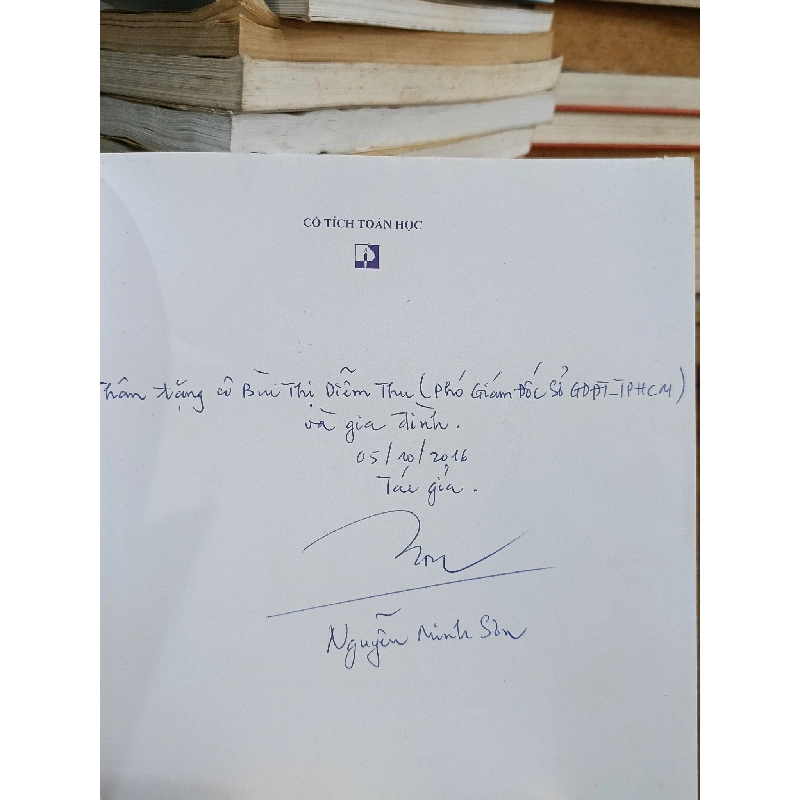 CỔ TÍCH TOÁN HỌC
Thân tặng cô Bùi Thị Diễm Thu (Phó Giám Đốc Sở GDĐT-TPHCM)
và gia đình.
05/10/2016
Tác giả.
Nguyễn Minh Sơn